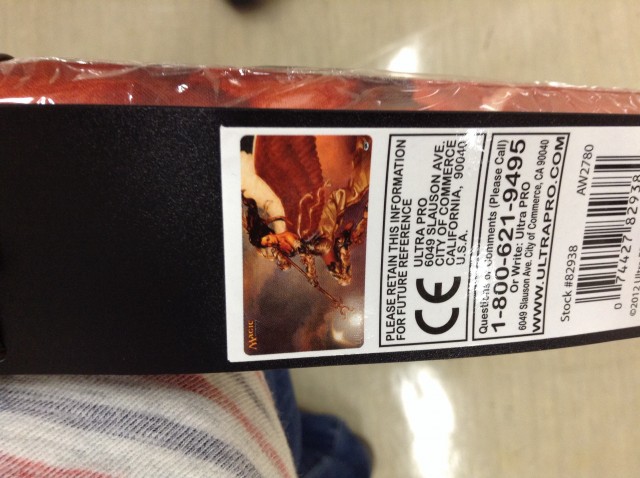 MAGIC
PLEASE RETAIN THIS INFORMATION
FOR FUTURE REFERENCE
CE
ULTRA PRO
6049 SLAUSON AVE.
CITY OF COMMERCE
CALIFORNIA, 90040
U.S.A.
Questions or Comments (Please Call)
1-800-621-9495
Or Write: Ultra PRO
6049 Slauson Ave. City of Commerce, CA 90040
WWW.ULTRAPRO.COM
Stock #82938
AW2780
0 74427 82938
©2012 Ultra